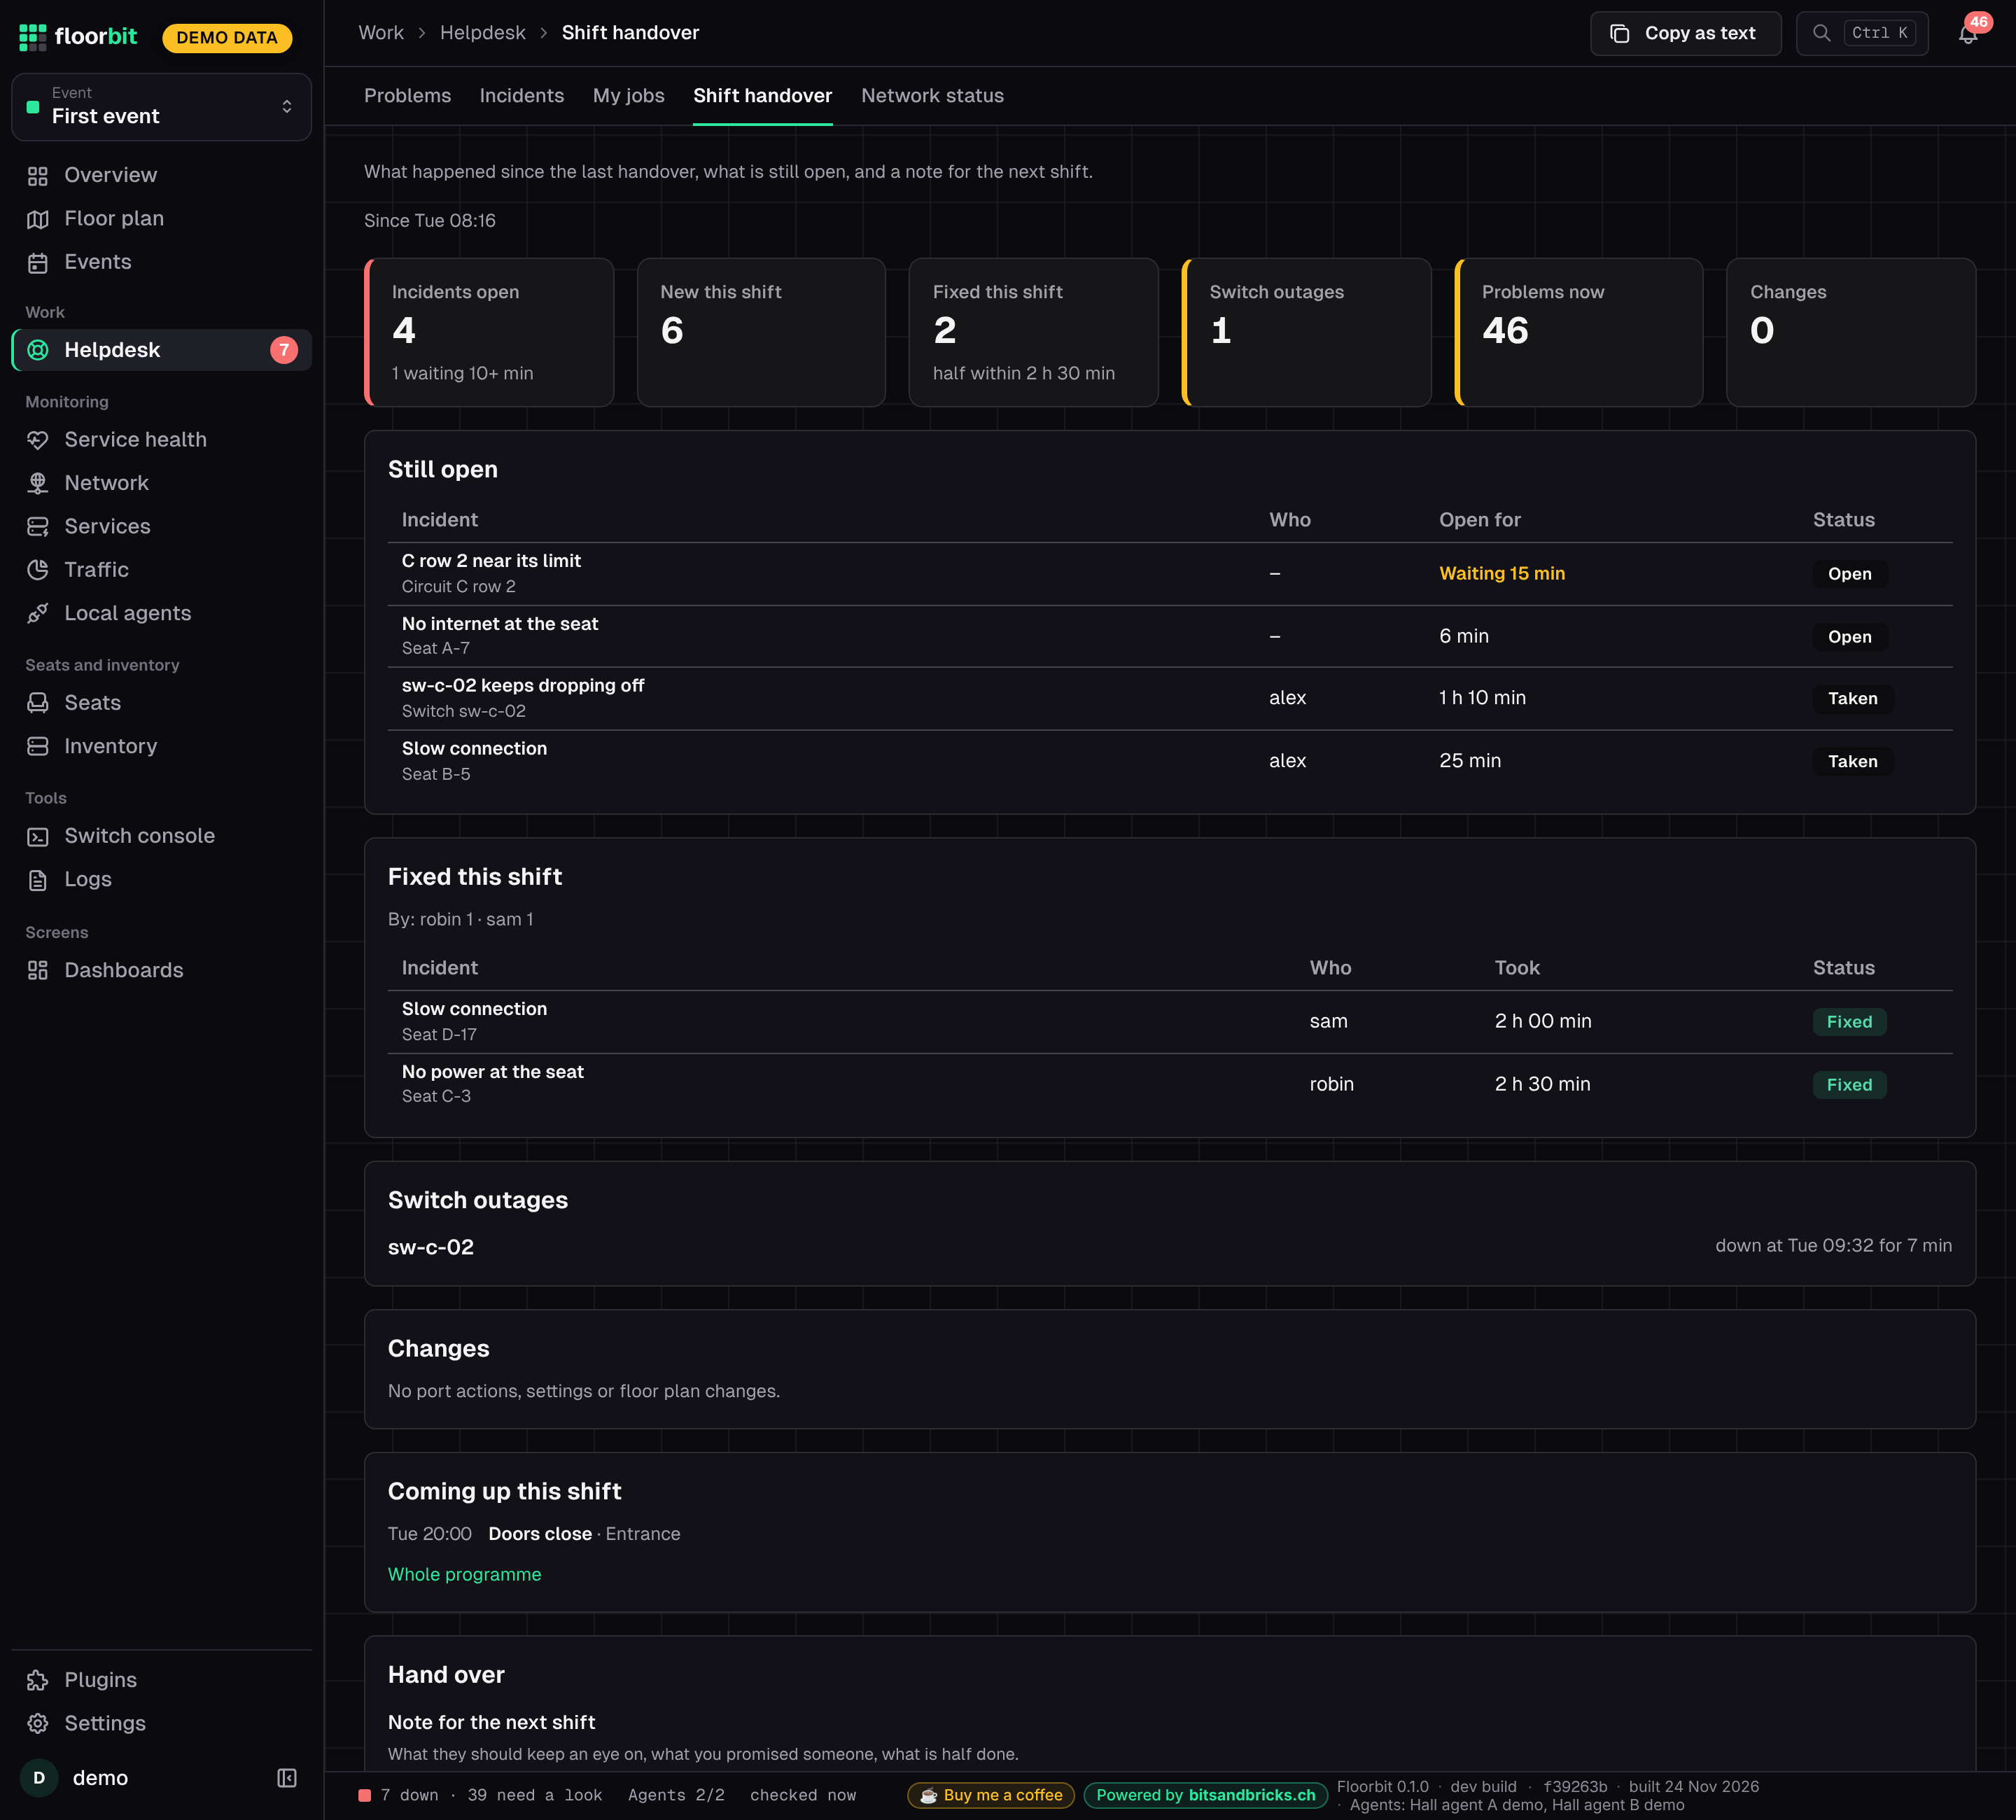 floorbit DEMO DATA
Event
First event
Overview
Floor plan
Events
Work
Helpdesk 7
Monitoring
Service health
Network
Services
Traffic
Local agents
Seats and inventory
Seats
Inventory
Tools
Switch console
Logs
Screens
Dashboards
Plugins
Settings
D demo
Work > Helpdesk > Shift handover
Copy as text
Ctrl K
46
Problems Incidents My jobs Shift handover Network status
What happened since the last handover, what is still open, and a note for the next shift.
Since Tue 08:16
Incidents open
4
1 waiting 10+ min
New this shift
6
Fixed this shift
2
half within 2 h 30 min
Switch outages
1
Problems now
46
Changes
0
Still open
Incident Who Open for Status
C row 2 near its limit
Circuit C row 2
– Waiting 15 min Open
No internet at the seat
Seat A-7
– 6 min Open
sw-c-02 keeps dropping off
Switch sw-c-02
alex 1 h 10 min Taken
Slow connection
Seat B-5
alex 25 min Taken
Fixed this shift
By: robin 1 · sam 1
Incident Who Took Status
Slow connection
Seat D-17
sam 2 h 00 min Fixed
No power at the seat
Seat C-3
robin 2 h 30 min Fixed
Switch outages
sw-c-02 down at Tue 09:32 for 7 min
Changes
No port actions, settings or floor plan changes.
Coming up this shift
Tue 20:00 Doors close · Entrance
Whole programme
Hand over
Note for the next shift
What they should keep an eye on, what you promised someone, what is half done.
7 down · 39 need a look Agents 2/2 checked now
Buy me a coffee
Powered by bitsandbricks.ch
Floorbit 0.1.0 · dev build · f39263b · built 24 Nov 2026
· Agents: Hall agent A demo, Hall agent B demo